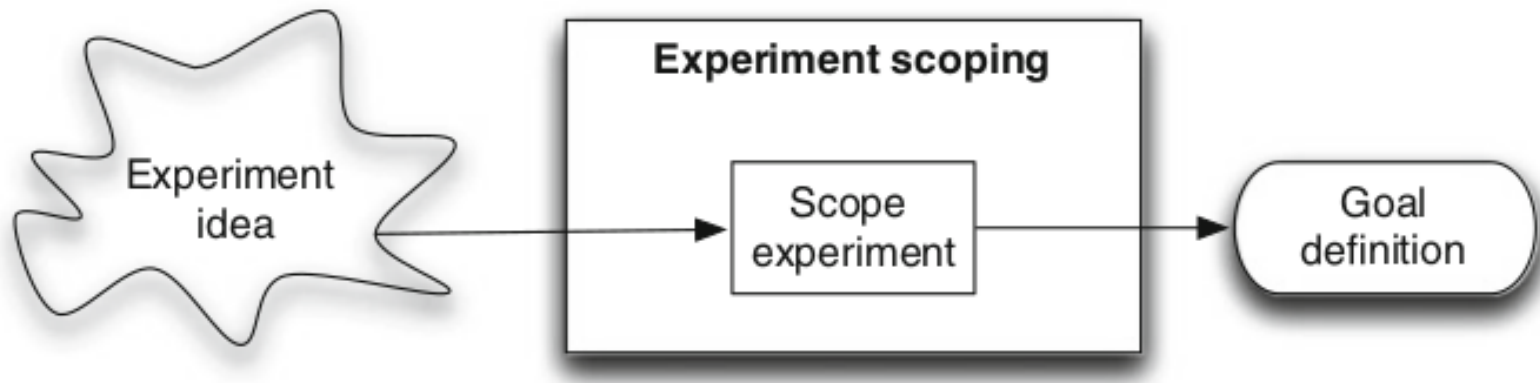 Experiment
idea
Experiment scoping
Scope
experiment
Goal
definition